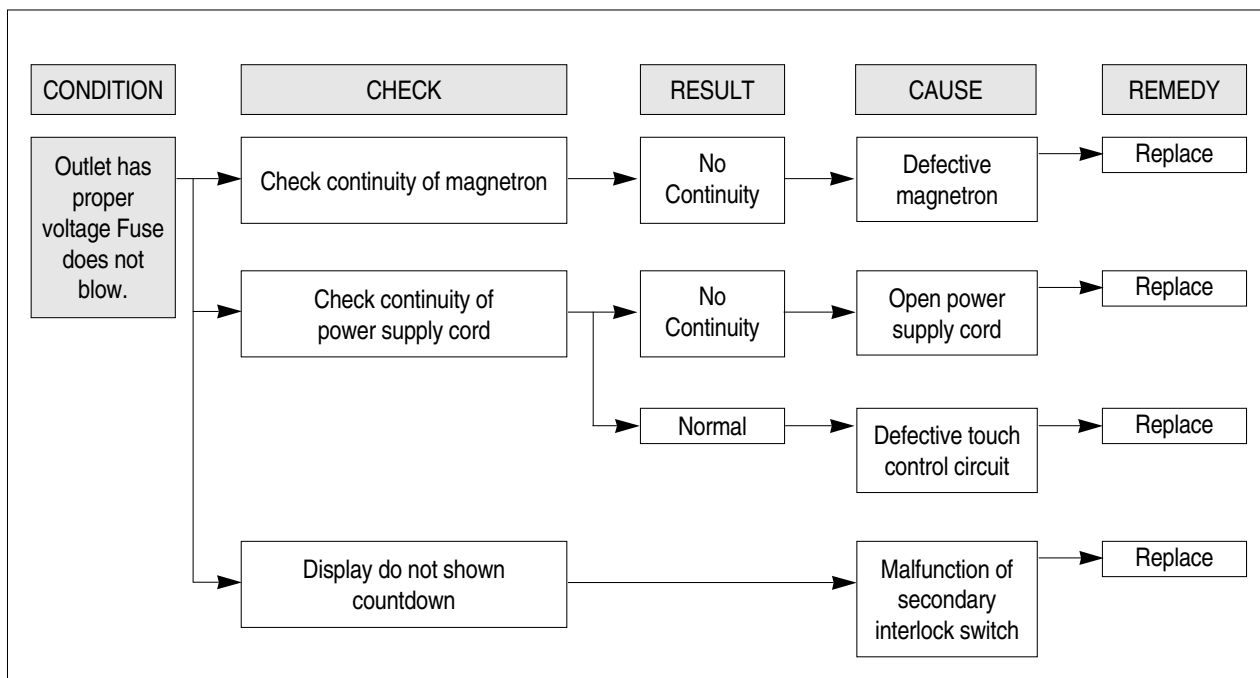 CONDITION
CHECK
RESULT
CAUSE
REMEDY
Outlet has
proper
voltage Fuse
does not
blow.
Check continuity of magnetron
No
Continuity
Defective
magnetron
Replace
Check continuity of
power supply cord
No
Continuity
Open power
supply cord
Replace
Normal
Defective touch
control circuit
Replace
Display do not shown
countdown
Malfunction of
secondary
interlock switch
Replace